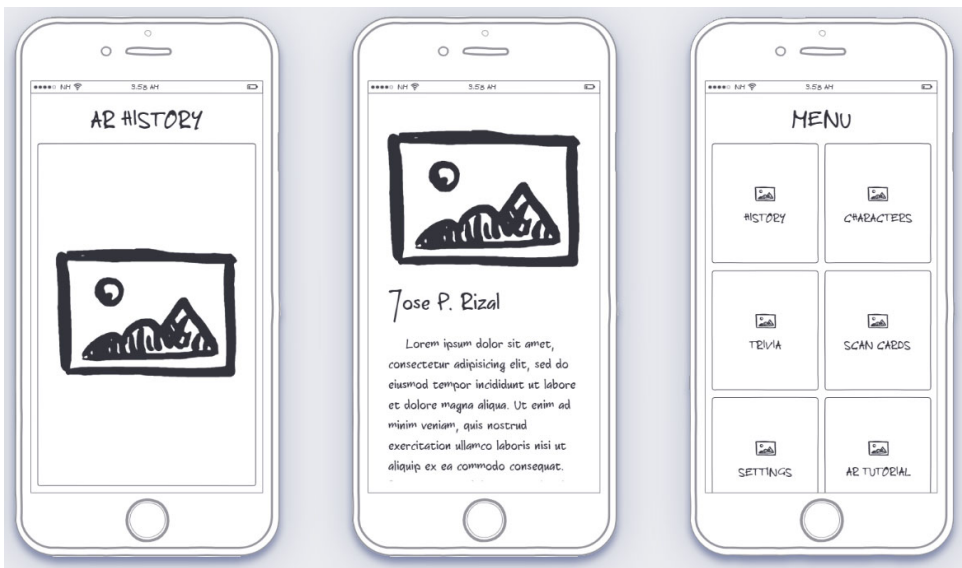 NH 3:58 AM
AR HISTORY
NH 3:58 AM
Jose P. Rizal
Lorem ipsum dolor sit amet,
consectetur adipisicing elit, sed do
eiusmod tempor incididunt ut labore
et dolore magna aliqua. Ut enim ad
minim veniam, quis nostrud
exercitation ullamco laboris nisi ut
aliquip ex ea commodo consequat.
NH 3:58 AM
MENU
HISTORY CHARACTERS
TRIVIA SCAN CARDS
SETTINGS AR TUTORIAL